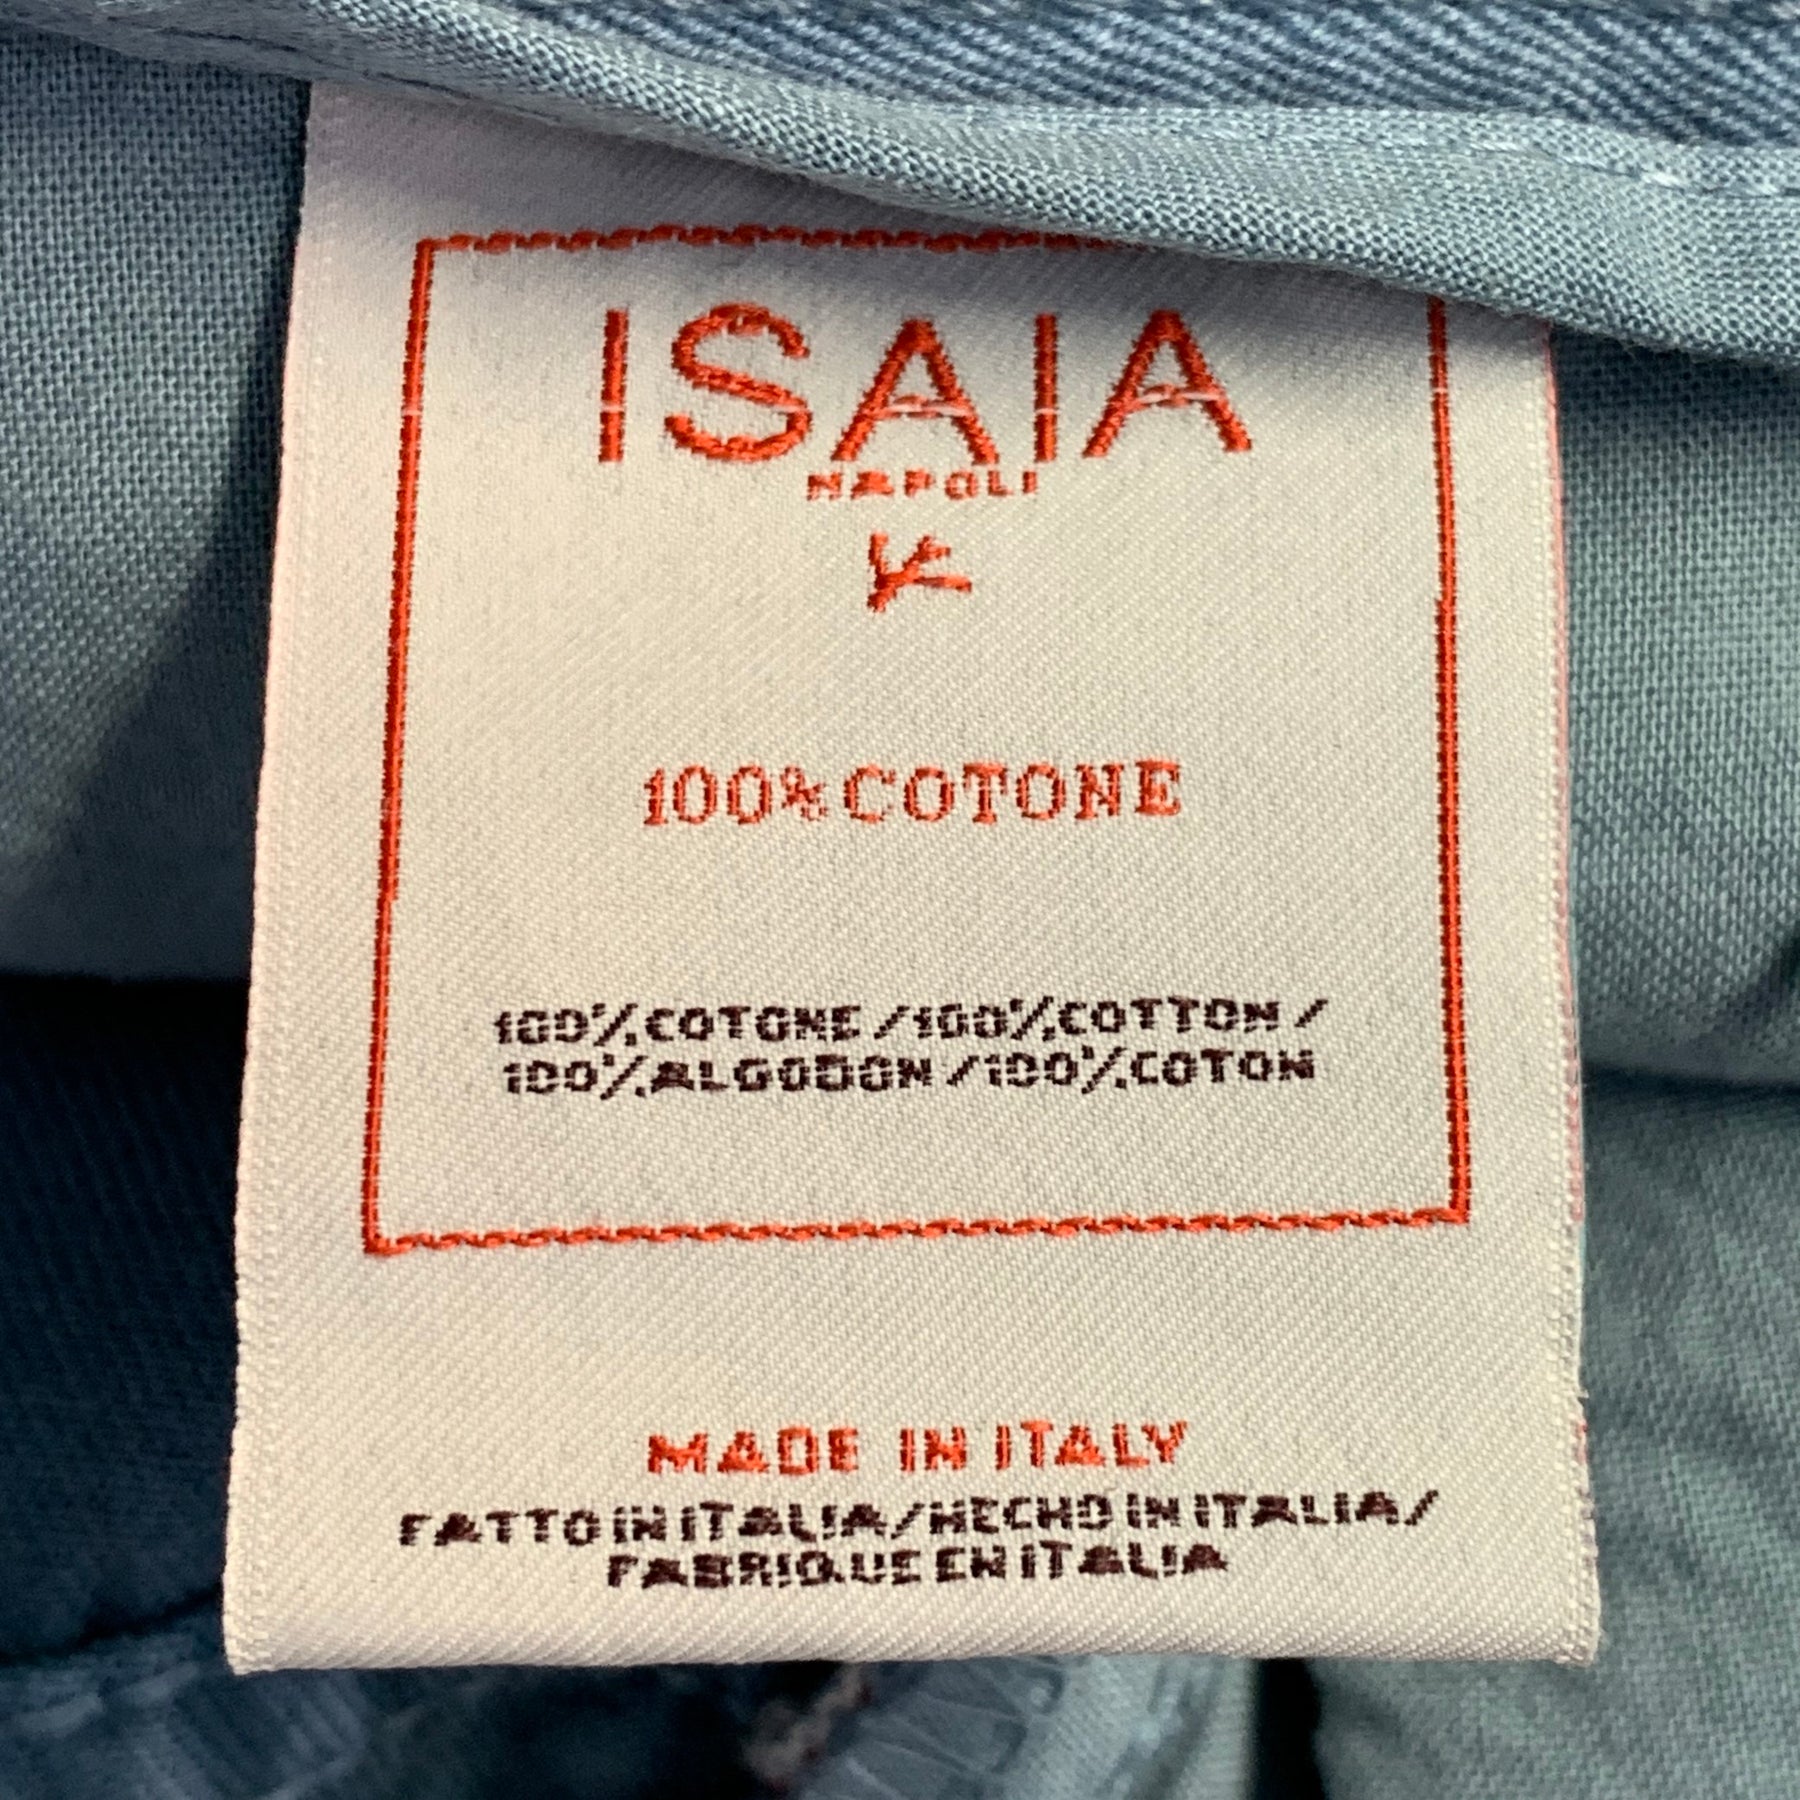 ISAIA
NAPOLI
100% COTONE
100% COTONE / 100% COTTON /
100% ALGODON / 100% COTON
MADE IN ITALY
FATTO IN ITALIA / HECHO IN ITALIA /
FABRIQUE EN ITALIA